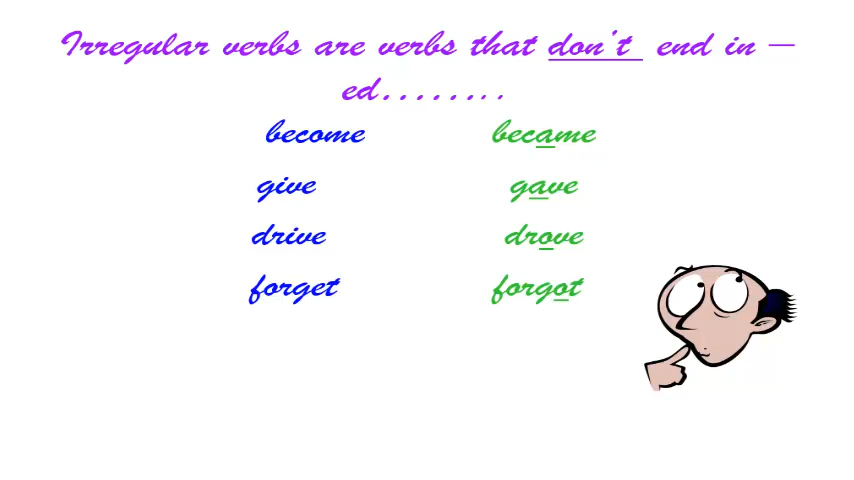 Irregular verbs are verbs that don't end in –
ed........
become became
give gave
drive drove
forget forgot